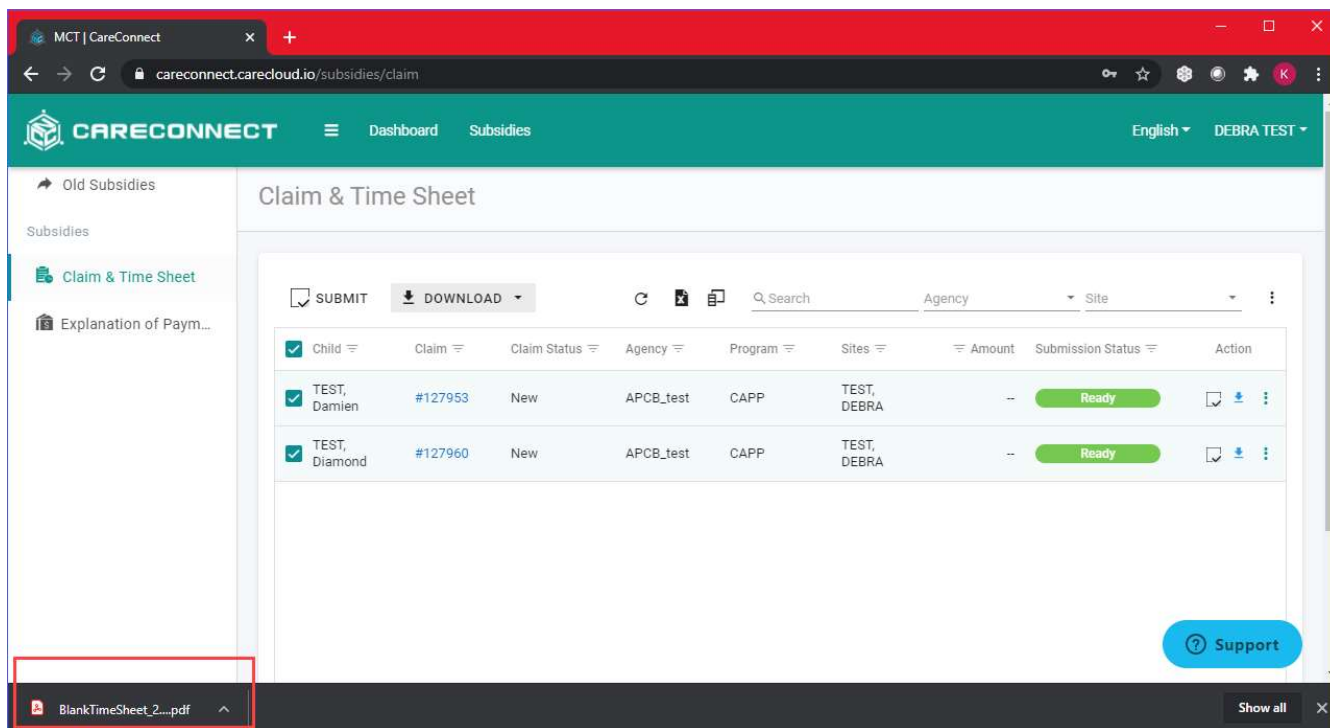 MCT | CareConnect
careconnect.carecloud.io/subsidies/claim
K
CARECONNECT Dashboard Subsidies English DEBRA TEST
Old Subsidies
Subsidies
Claim & Time Sheet
Explanation of Paym...
Claim & Time Sheet
SUBMIT DOWNLOAD Search Agency Site
Child Claim Claim Status Agency Program Sites Amount Submission Status Action
TEST, Damien #127953 New APCB_test CAPP TEST, DEBRA -- Ready
TEST, Diamond #127960 New APCB_test CAPP TEST, DEBRA -- Ready
Support
BlankTimeSheet_2....pdf Show all